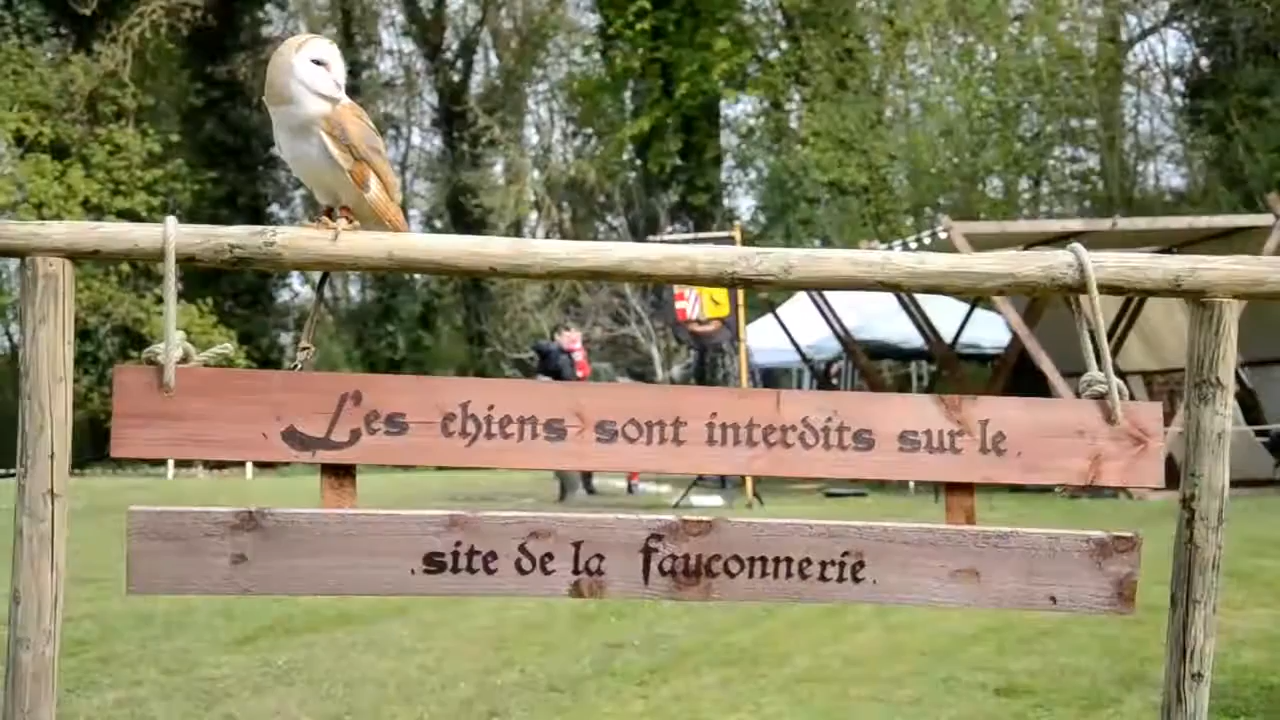 Les chiens sont interdits sur le.
.site de la fauconnerie.